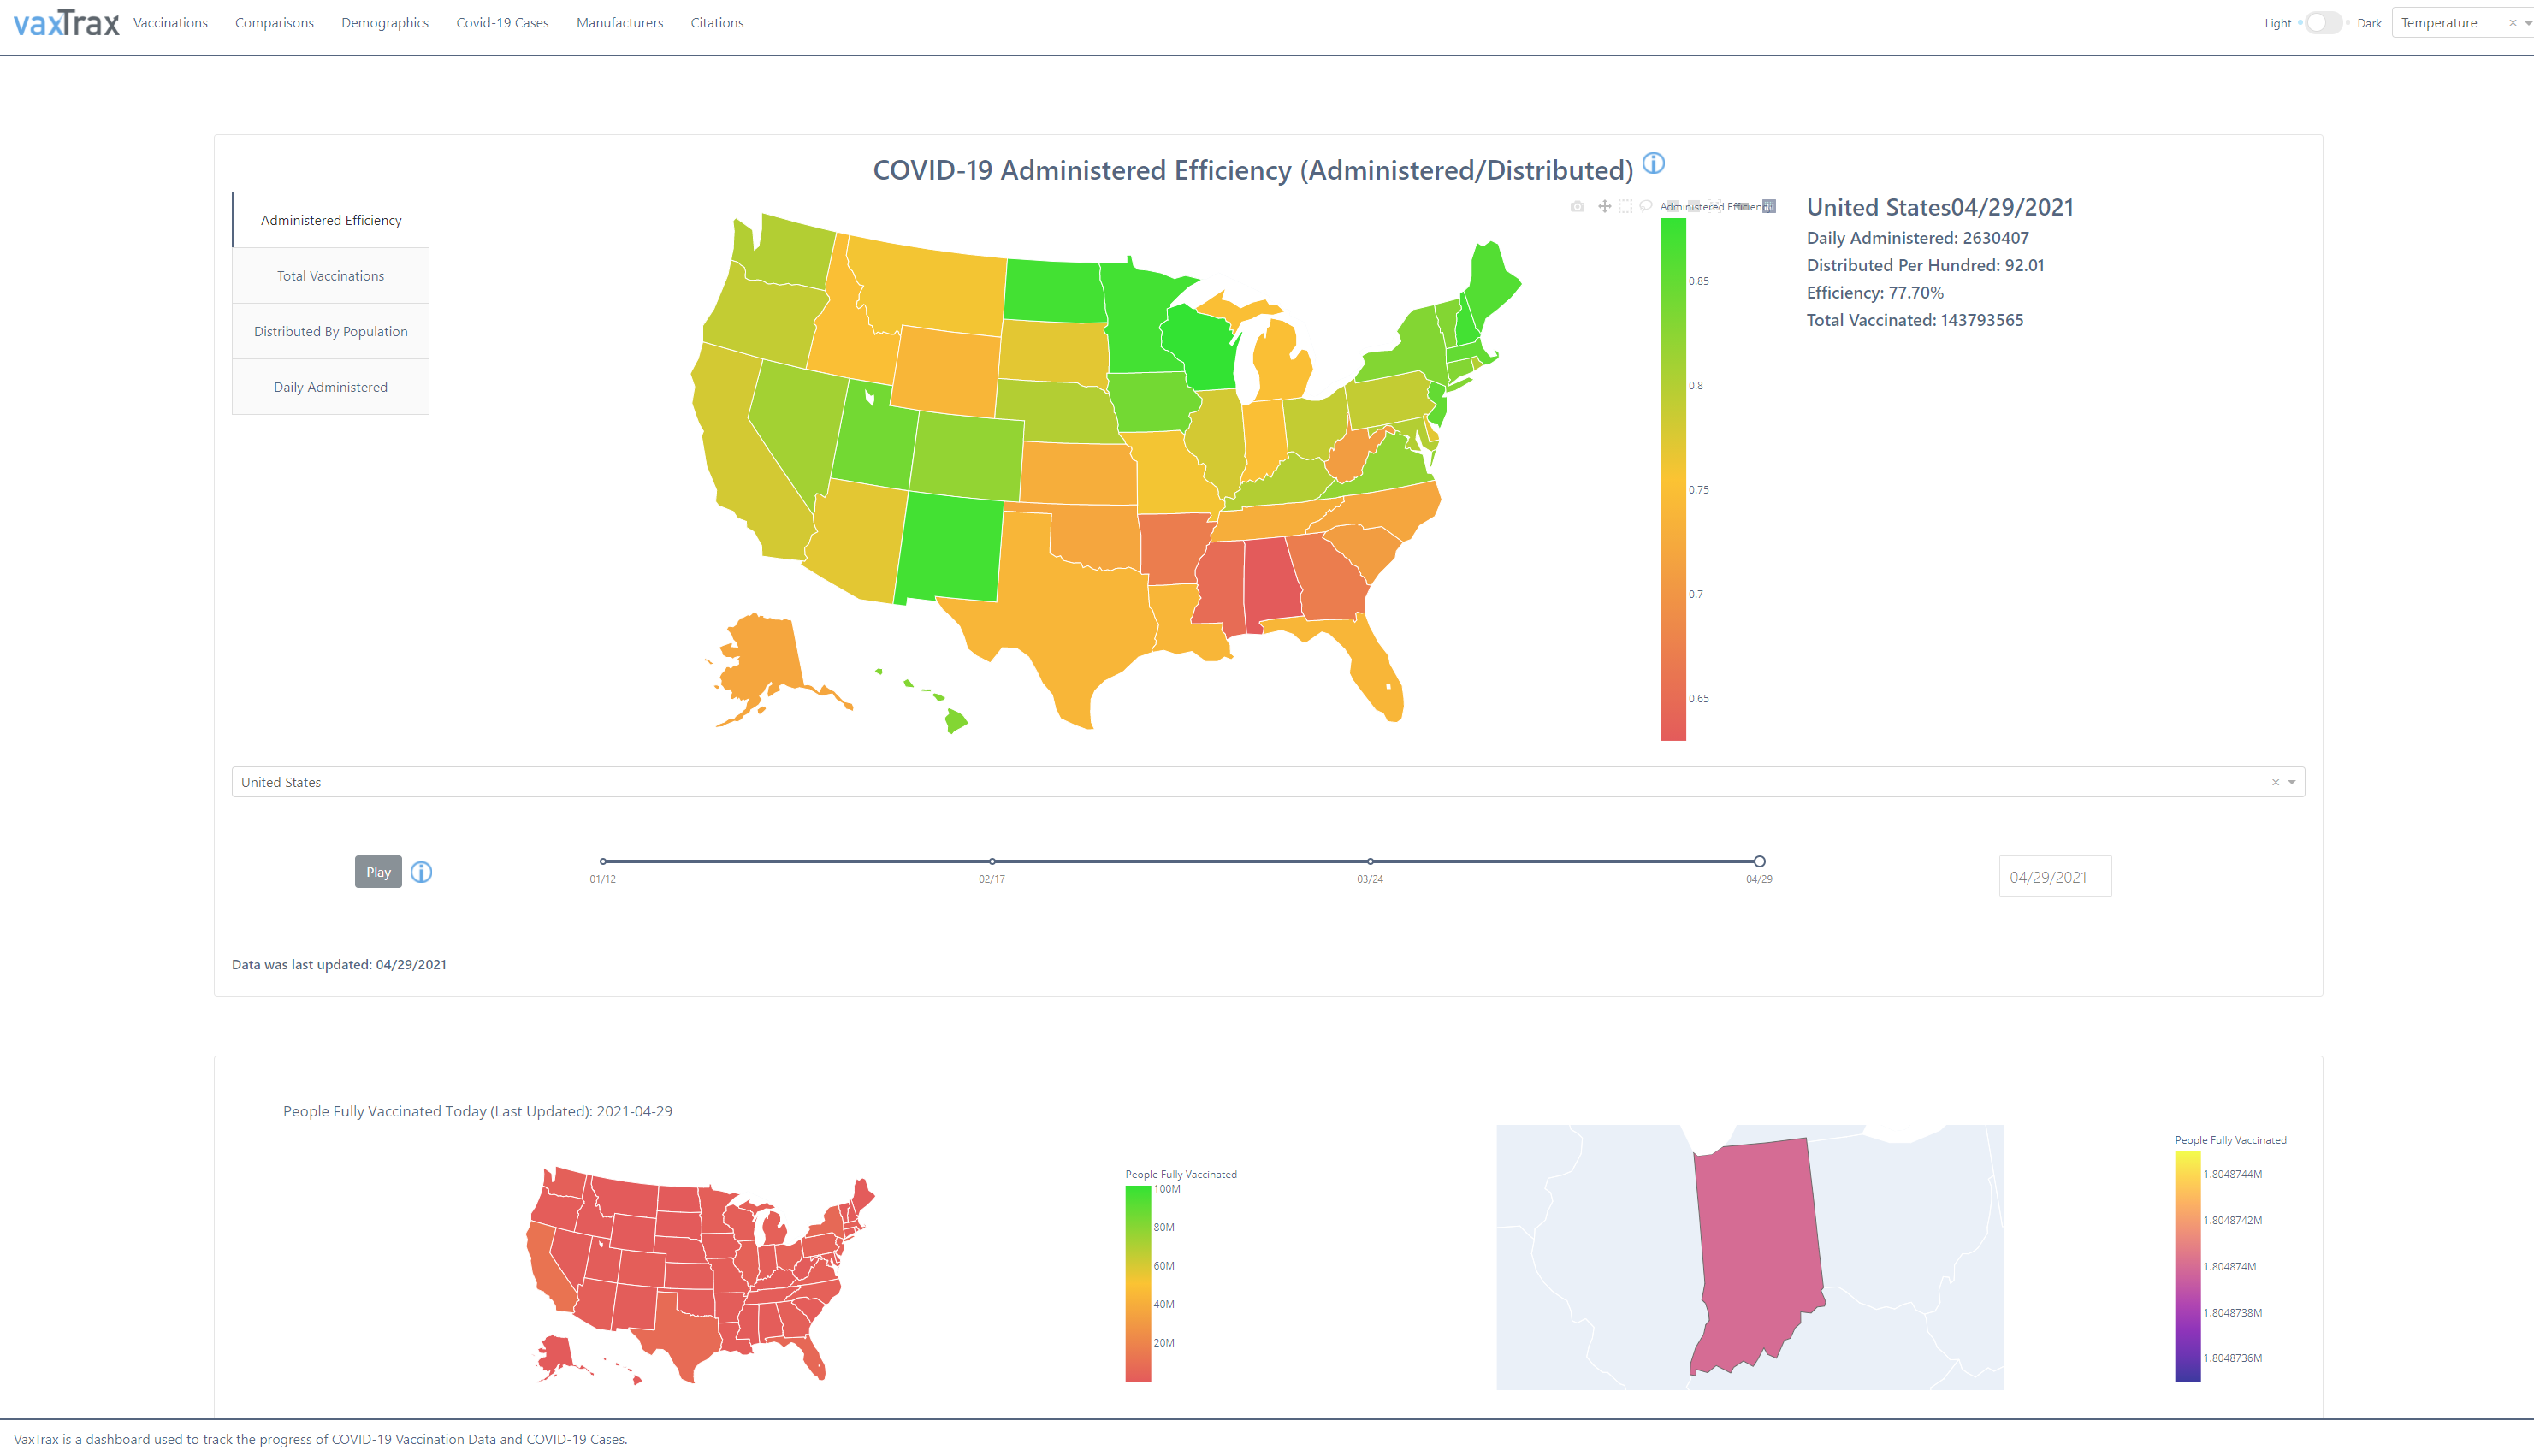 vaxTrax Vaccinations Comparisons Demographics Covid-19 Cases Manufacturers Citations Light Dark Temperature × 
COVID-19 Administered Efficiency (Administered/Distributed)
Administered Efficiency
Total Vaccinations
Distributed By Population
Daily Administered
Administered Efficiency
0.85
0.8
0.75
0.7
0.65
United States04/29/2021
Daily Administered: 2630407
Distributed Per Hundred: 92.01
Efficiency: 77.70%
Total Vaccinated: 143793565
United States ×
Play
01/12 02/17 03/24 04/29
04/29/2021
Data was last updated: 04/29/2021
People Fully Vaccinated Today (Last Updated): 2021-04-29
People Fully Vaccinated
100M
80M
60M
40M
20M
People Fully Vaccinated
1.8048744M
1.8048742M
1.804874M
1.8048738M
1.8048736M
VaxTrax is a dashboard used to track the progress of COVID-19 Vaccination Data and COVID-19 Cases.